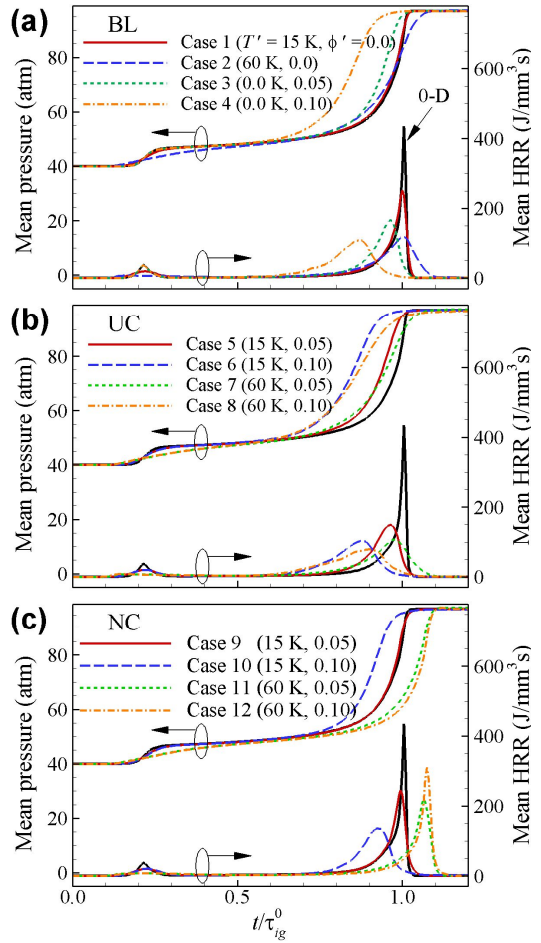 (a) BL
Case 1 (T′ = 15 K, ϕ′ = 0.0)
Case 2 (60 K, 0.0)
Case 3 (0.0 K, 0.05)
Case 4 (0.0 K, 0.10)
0-D
Mean pressure (atm)
80
60
40
20
0
Mean HRR (J/mm³s)
600
400
200
0
(b) UC
Case 5 (15 K, 0.05)
Case 6 (15 K, 0.10)
Case 7 (60 K, 0.05)
Case 8 (60 K, 0.10)
Mean pressure (atm)
80
60
40
20
0
Mean HRR (J/mm³s)
600
400
200
0
(c) NC
Case 9 (15 K, 0.05)
Case 10 (15 K, 0.10)
Case 11 (60 K, 0.05)
Case 12 (60 K, 0.10)
Mean pressure (atm)
80
60
40
20
0
Mean HRR (J/mm³s)
600
400
200
0
0.0 0.5 1.0
t/τ⁰ig